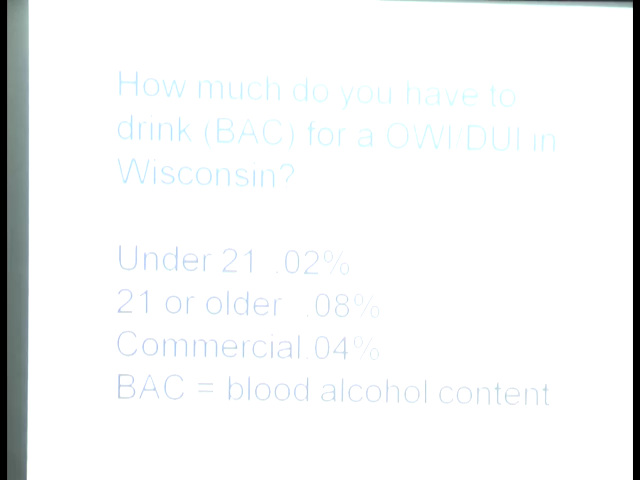 How much do you have to
drink (BAC) for a OWI/DUI in
Wisconsin?
Under 21 .02%
21 or older .08%
Commercial .04%
BAC = blood alcohol content